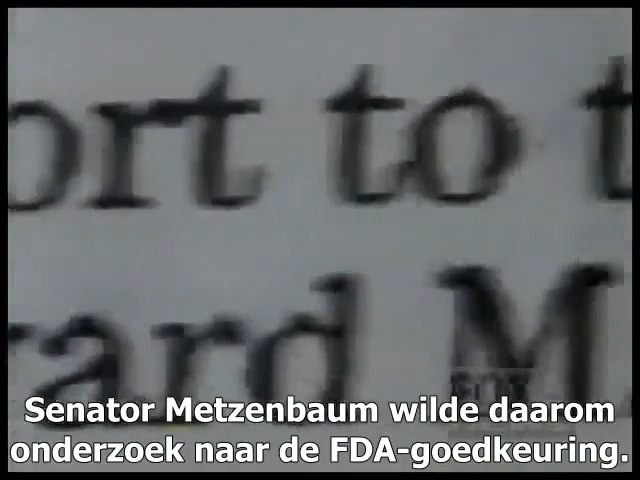 ort to t
ard M.
Senator Metzenbaum wilde daarom
onderzoek naar de FDA-goedkeuring.